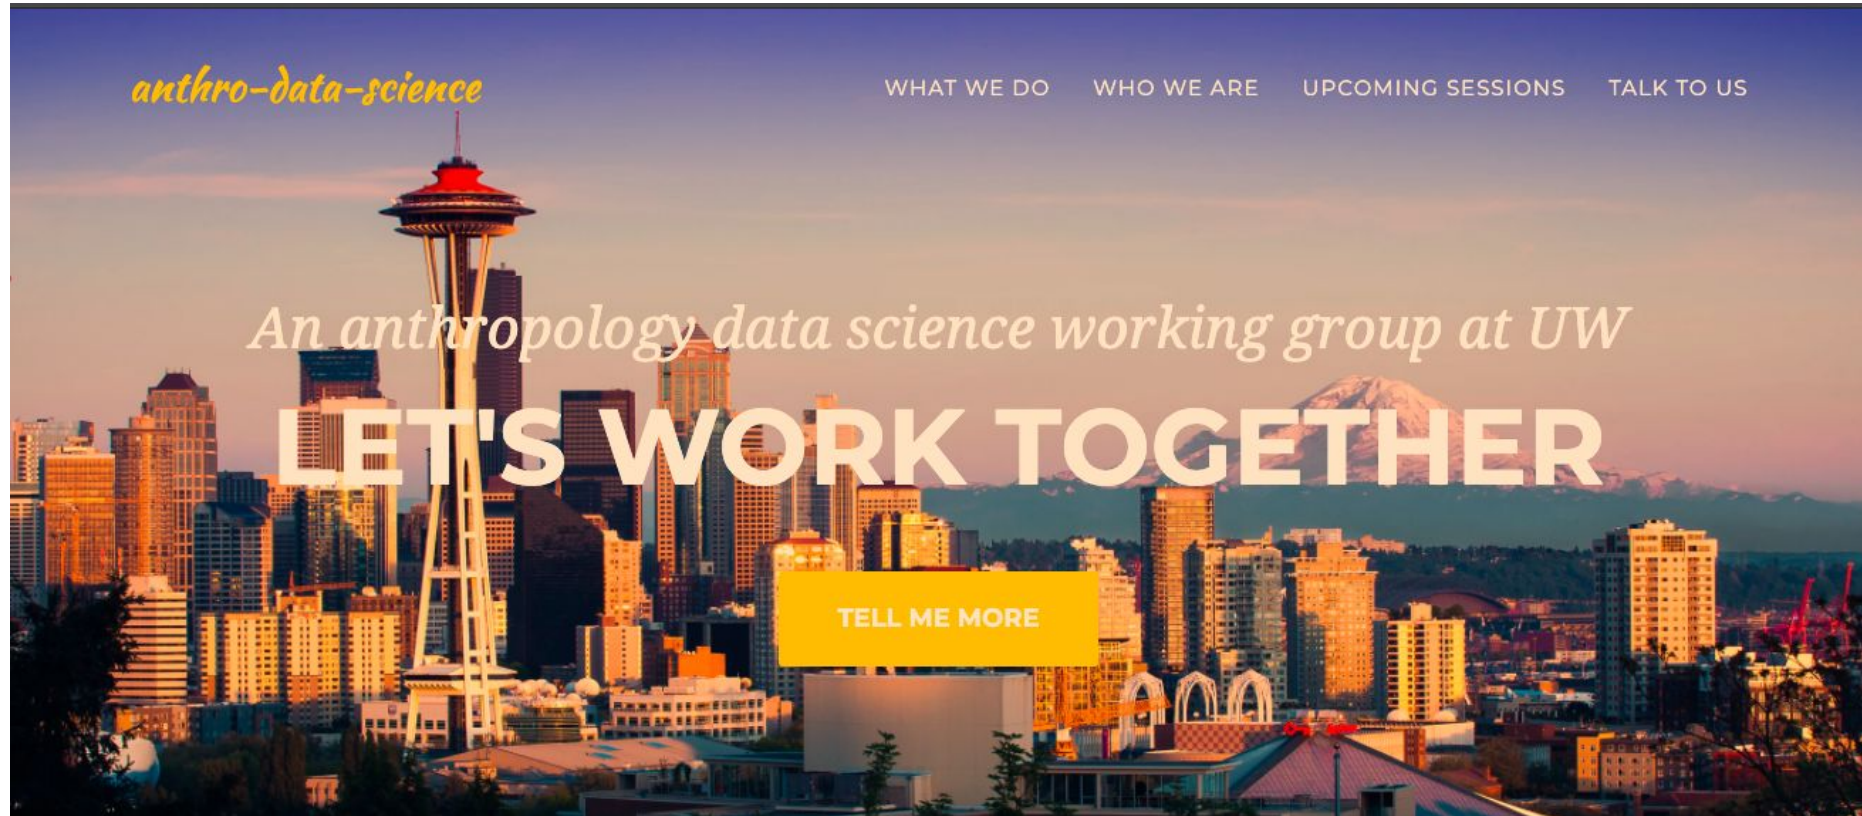 anthro-data-science
WHAT WE DO WHO WE ARE UPCOMING SESSIONS TALK TO US
An anthropology data science working group at UW
LET'S WORK TOGETHER
TELL ME MORE